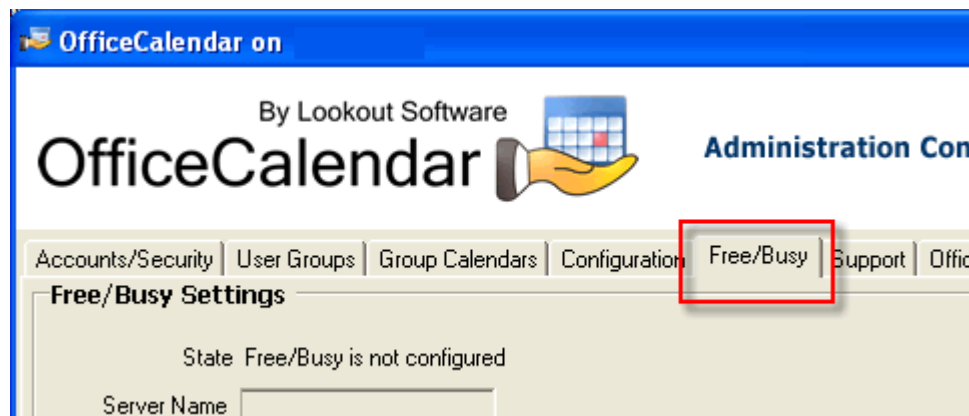 OfficeCalendar on
By Lookout Software
OfficeCalendar
Administration Con
Accounts/Security User Groups Group Calendars Configuration Free/Busy Support Offic
Free/Busy Settings
State Free/Busy is not configured
Server Name